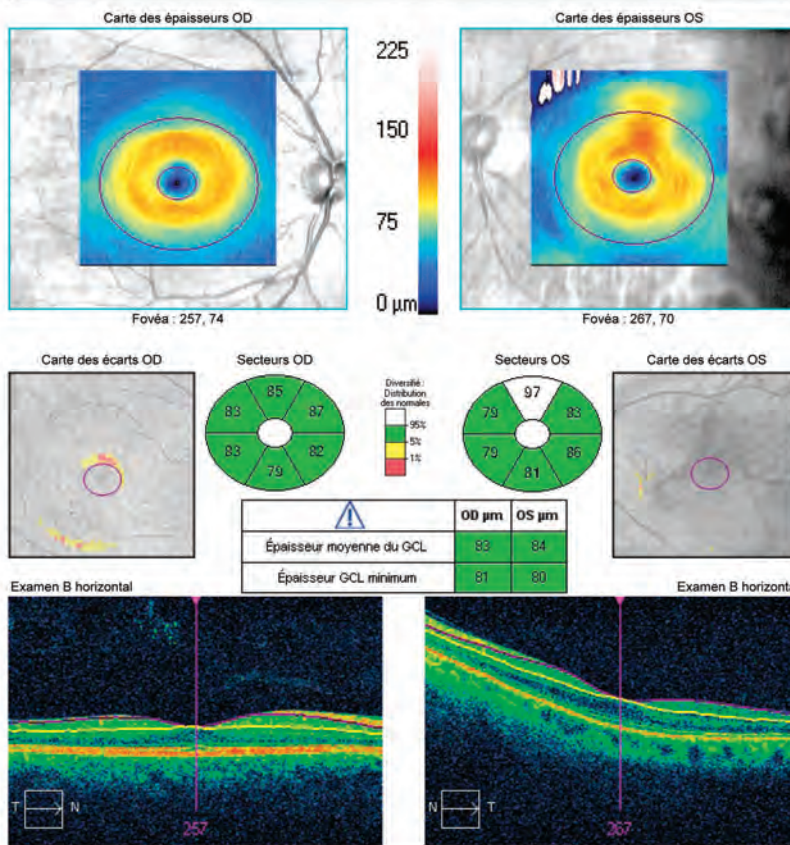 Carte des épaisseurs OD
Carte des épaisseurs OS
225
150
75
0 µm
Fovéa : 257, 74
Fovéa : 267, 70
Carte des écarts OD
Secteurs OD
Secteurs OS
Carte des écarts OS
85
83
87
83
82
79
Diversifié :
Distribution
des normales
95%
5%
1%
97
79
83
79
86
81
OD µm
OS µm
Épaisseur moyenne du GCL
83
84
Épaisseur GCL minimum
81
80
Examen B horizontal
Examen B horizonta
T
N
257
N
T
267